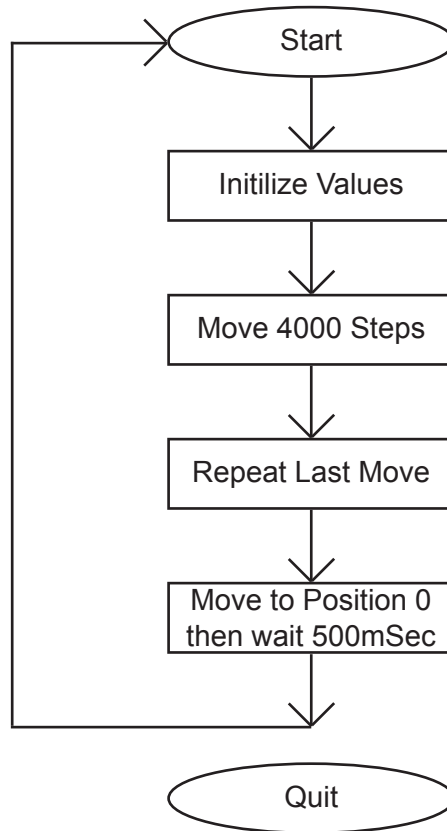 Start
Initilize Values
Move 4000 Steps
Repeat Last Move
Move to Position 0
then wait 500mSec
Quit